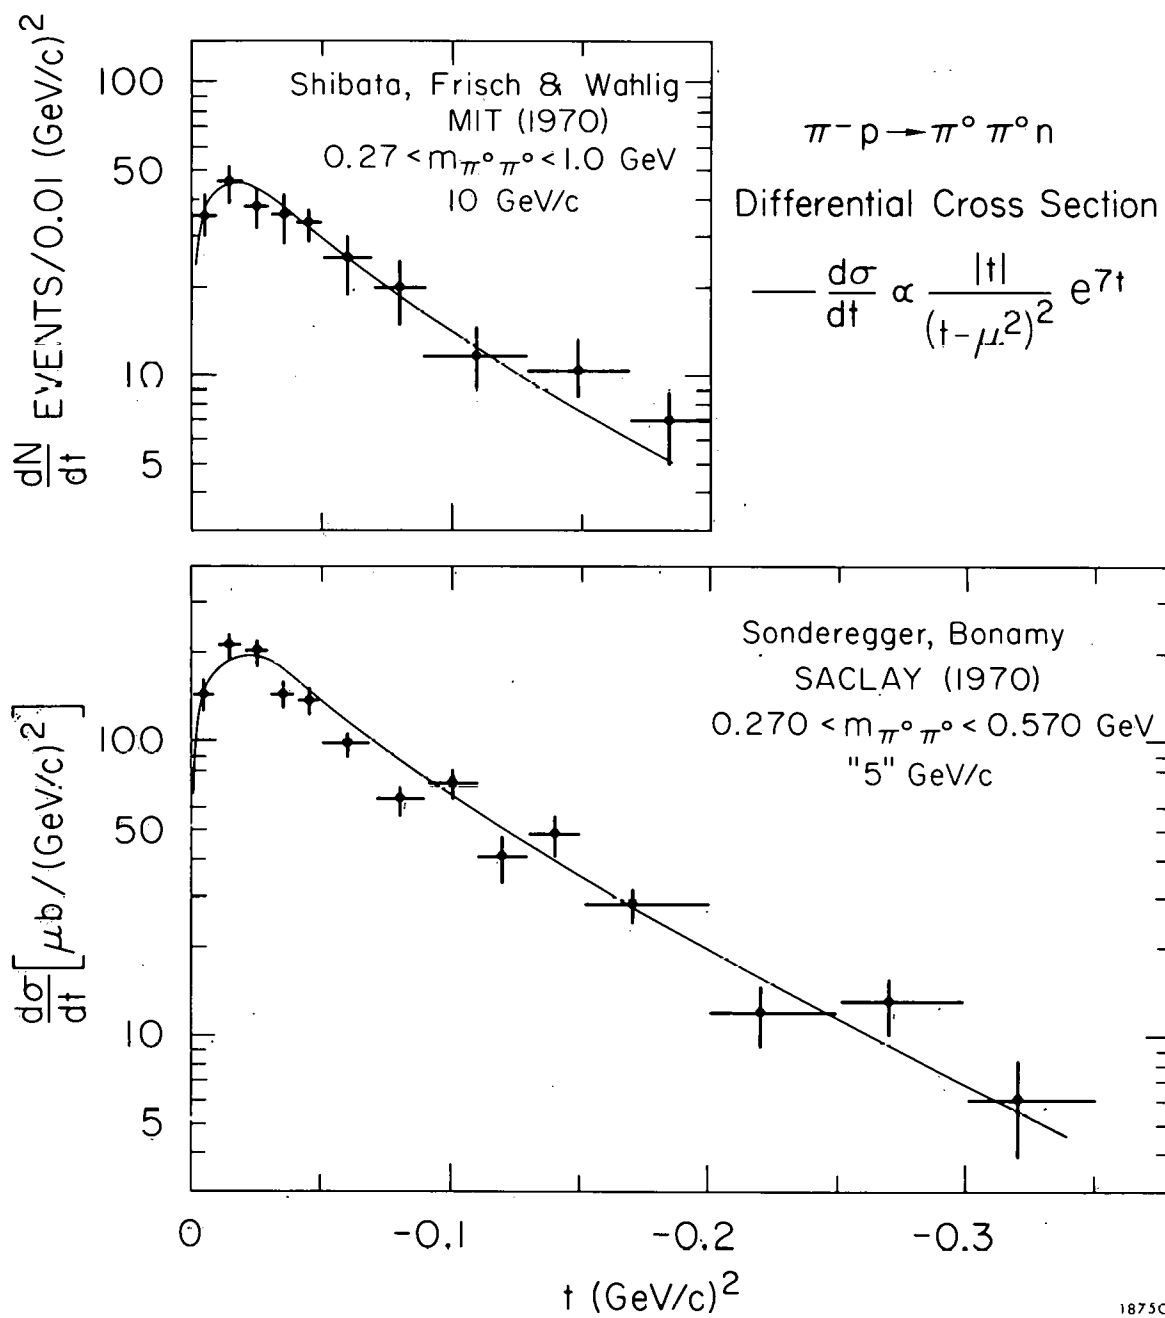 dN/dt EVENTS/0.01 (GeV/c)²
100
50
10
5
Shibata, Frisch & Wahlig
MIT (1970)
0.27 < m π° π° < 1.0 GeV
10 GeV/c
π⁻p → π° π° n
Differential Cross Section
— dσ/dt ∝ |t|/(t-μ²)² e^7t
dσ/dt [μb/(GeV/c)²]
100
50
10
5
Sonderegger, Bonamy
SACLAY (1970)
0.270 < m π° π° < 0.570 GeV
"5" GeV/c
0 -0.1 -0.2 -0.3
t (GeV/c)²